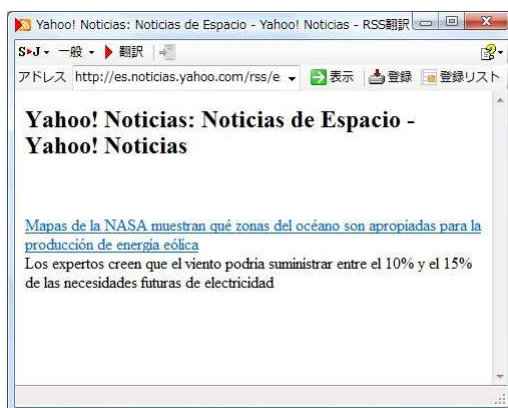 Yahoo! Noticias: Noticias de Espacio - Yahoo! Noticias - RSS翻訳
S▶J 一般 翻訳
アドレス http://es.noticias.yahoo.com/rss/e 表示 登録 登録リスト
Yahoo! Noticias: Noticias de Espacio -
Yahoo! Noticias
Mapas de la NASA muestran qué zonas del océano son apropiadas para la
producción de energía eólica
Los expertos creen que el viento podria suministrar entre el 10% y el 15%
de las necesidades futuras de electricidad